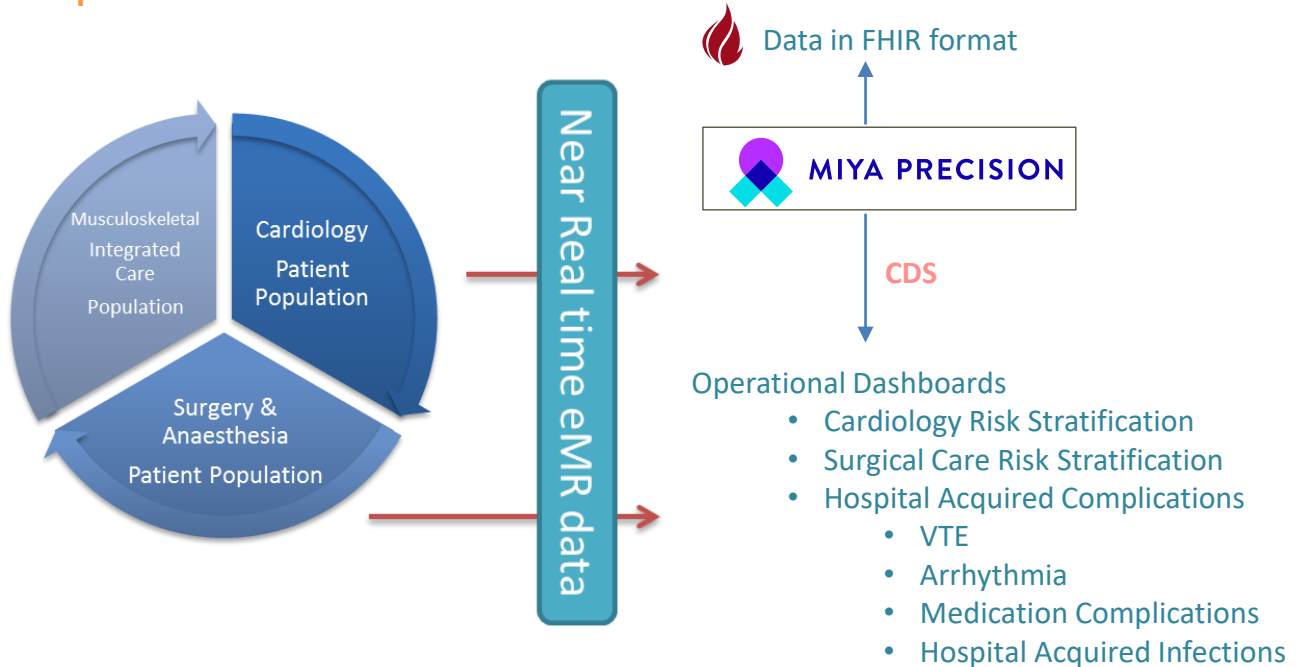 Data in FHIR format
MIYA PRECISION
CDS
Near Real time eMR data
Musculoskeletal
Integrated
Care
Population
Cardiology
Patient
Population
Surgery &
Anaesthesia
Patient Population
Operational Dashboards
• Cardiology Risk Stratification
• Surgical Care Risk Stratification
• Hospital Acquired Complications
• VTE
• Arrhythmia
• Medication Complications
• Hospital Acquired Infections